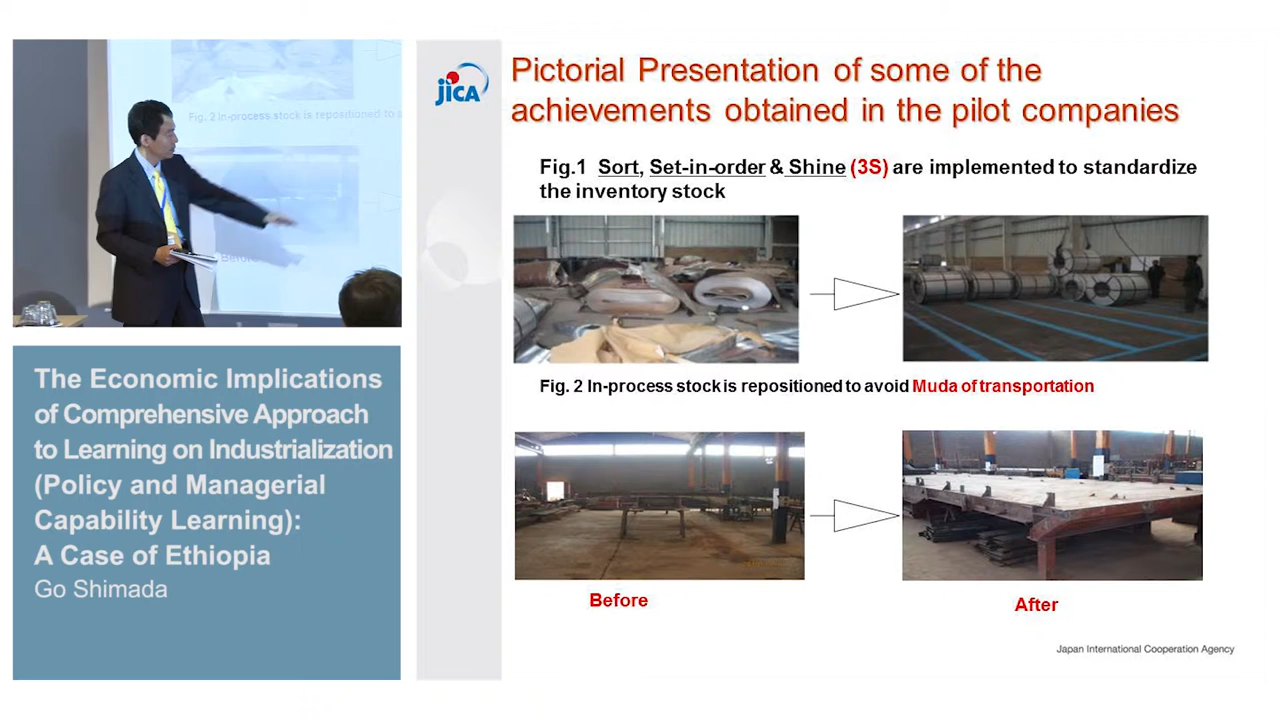 Fig. 2 In-process stock is repositioned to a
Before
The Economic Implications
of Comprehensive Approach
to Learning on Industrialization
(Policy and Managerial
Capability Learning):
A Case of Ethiopia
Go Shimada
jICA
Pictorial Presentation of some of the
achievements obtained in the pilot companies
Fig.1 Sort, Set-in-order & Shine (3S) are implemented to standardize
the inventory stock
Fig. 2 In-process stock is repositioned to avoid Muda of transportation
Before
After
Japan International Cooperation Agency